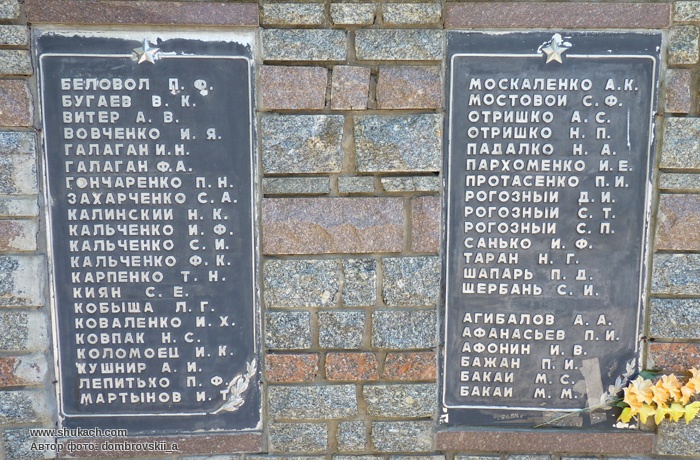 БЕЛОВОЛ П. Ф.
БУГАЕВ В. К.
ВИТЕР А. В.
ВОВЧЕНКО И. Я.
ГАЛАГАН И. Н.
ГАЛАГАН Ф. А.
ГОНЧАРЕНКО П. Н.
ЗАХАРЧЕНКО С. А.
КАЛИНСКИЙ Н. К.
КАЛЬЧЕНКО И. Ф.
КАЛЬЧЕНКО С. И.
КАЛЬЧЕНКО Ф. К.
КАРПЕНКО Т. Н.
КИЯН С. Е.
КОБЫЩА Л. Г.
КОВАЛЕНКО И. Х.
КОВПАК Н. С.
КОЛОМОЕЦ И. К.
КУШНИР А. И.
ЛЕПИТЬКО П. Ф.
МАРТЫНОВ И. Т.
МОСКАЛЕНКО А. К.
МОСТОВОЙ С. Ф.
ОТРИШКО А. С.
ОТРИШКО Н. П.
ПАДАЛКО Н. А.
ПАРХОМЕНКО И. Е.
ПРОТАСЕНКО П. И.
РОГОЗНЫЙ Д. И.
РОГОЗНЫЙ С. Т.
РОГОЗНЫЙ С. П.
САНЬКО И. Ф.
ТАРАН Н. Г.
ШАПАРЬ П. Д.
ЩЕРБАНЬ С. И.
АГИБАЛОВ А. А.
АФАНАСЬЕВ П. И.
АФОНИН И. В.
БАЖАН П. И.
БАКАЙ М. С.
БАКАЙ М. М.
www.shukach.com
Автор фото- dombrovskii_a